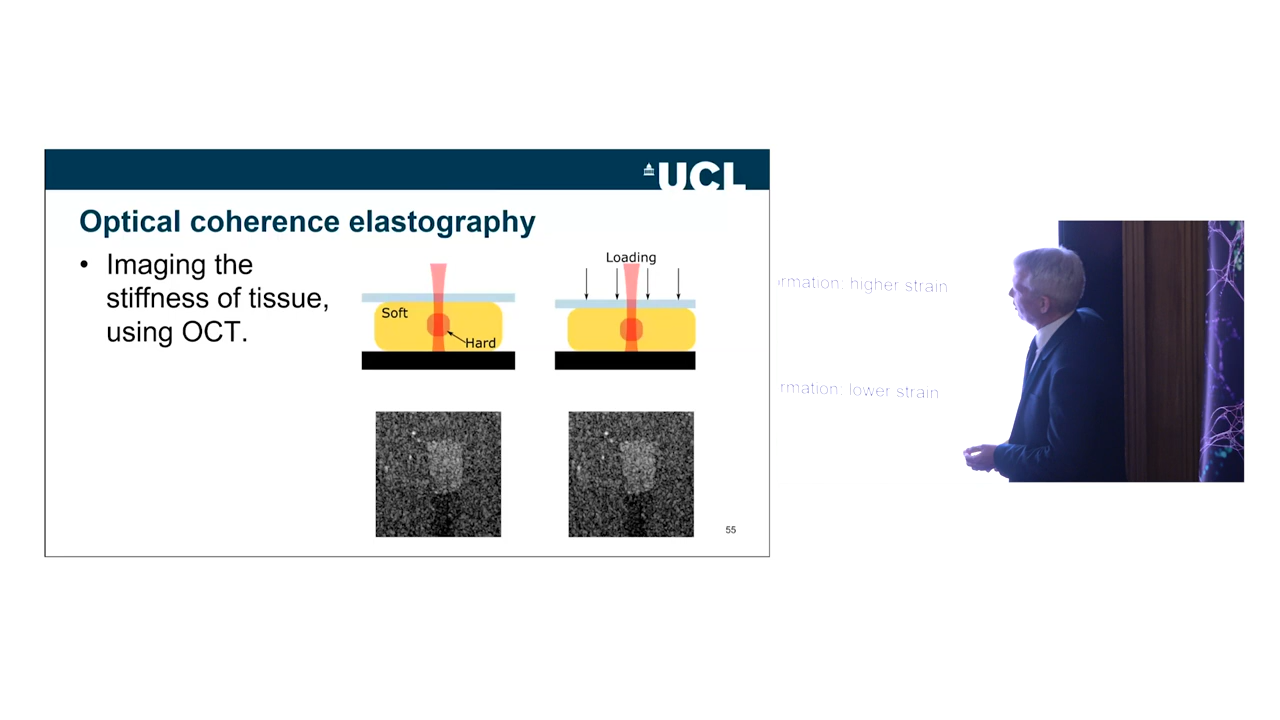 UCL
Optical coherence elastography
• Imaging the
stiffness of tissue,
using OCT.
Loading
Soft
Hard
rmation: higher strain
rmation: lower strain
55